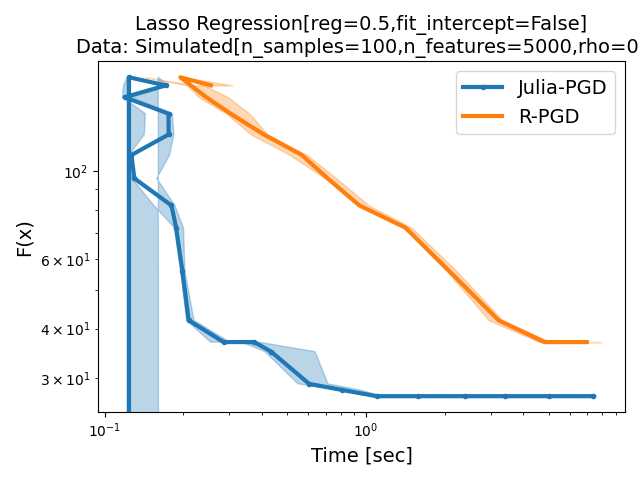 Lasso Regression[reg=0.5,fit_intercept=False]
Data: Simulated[n_samples=100,n_features=5000,rho=0
Julia-PGD
R-PGD
F(x)
10²
6 × 10¹
4 × 10¹
3 × 10¹
10⁻¹
10⁰
Time [sec]